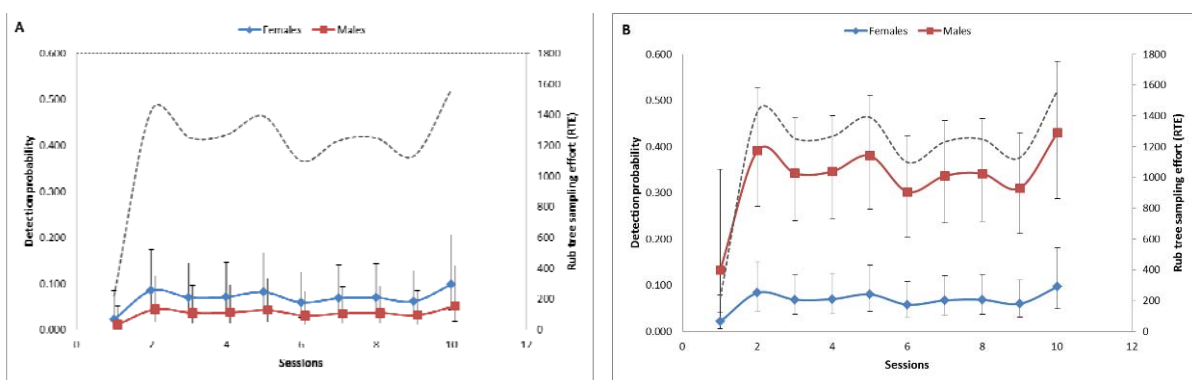 A
Females Males
0.600
0.500
0.400
0.300
0.200
0.100
0.000
Detection probability
1800
1600
1400
1200
1000
800
600
400
200
0
Rub tree sampling effort (RTE)
0 2 4 6 8 10 12
Sessions
B
Females Males
0.600
0.500
0.400
0.300
0.200
0.100
0.000
Detection probability
1800
1600
1400
1200
1000
800
600
400
200
0
Rub tree sampling effort (RTE)
0 2 4 6 8 10 12
Sessions